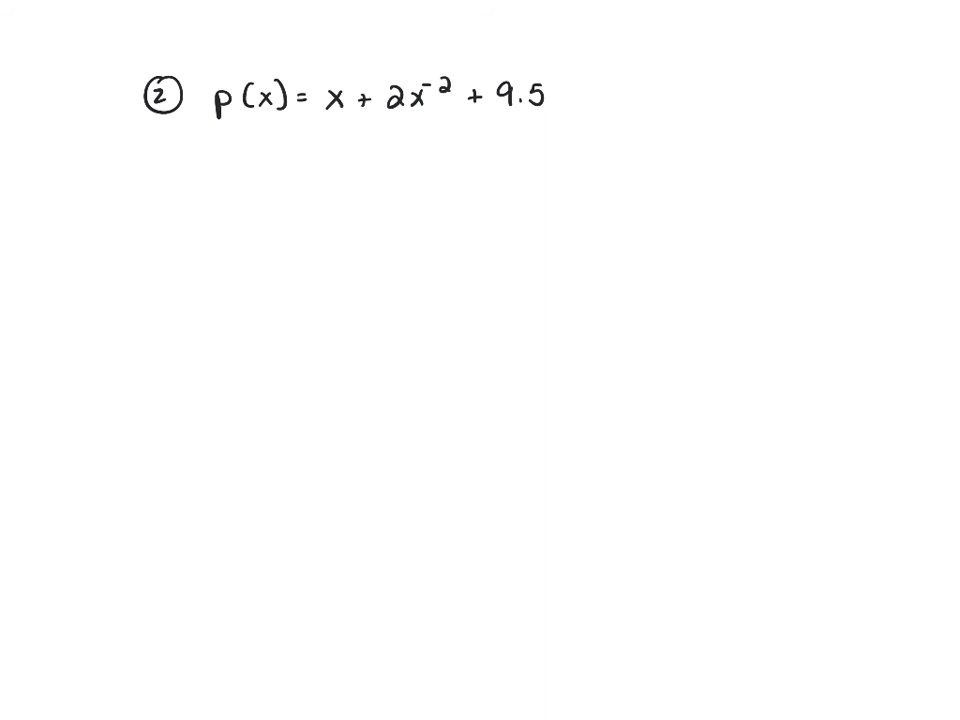 ② p(x) = x + 2x⁻² + 9.5